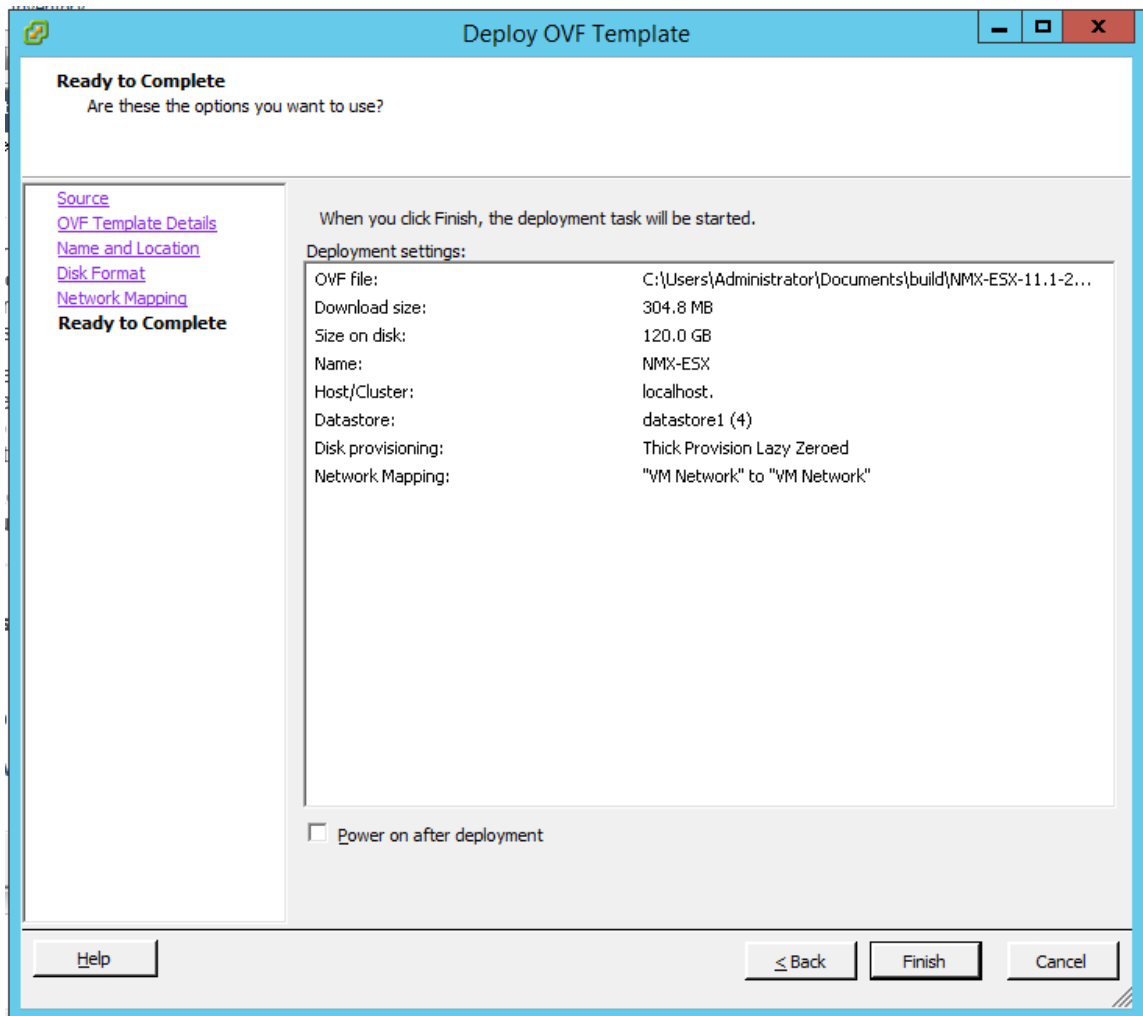 Deploy OVF Template
Ready to Complete
Are these the options you want to use?
Source
OVF Template Details
Name and Location
Disk Format
Network Mapping
Ready to Complete
When you click Finish, the deployment task will be started.
Deployment settings:
OVF file: C:\Users\Administrator\Documents\build\NMX-ESX-11.1-2...
Download size: 304.8 MB
Size on disk: 120.0 GB
Name: NMX-ESX
Host/Cluster: localhost.
Datastore: datastore1 (4)
Disk provisioning: Thick Provision Lazy Zeroed
Network Mapping: "VM Network" to "VM Network"
Power on after deployment
Help
< Back
Finish
Cancel